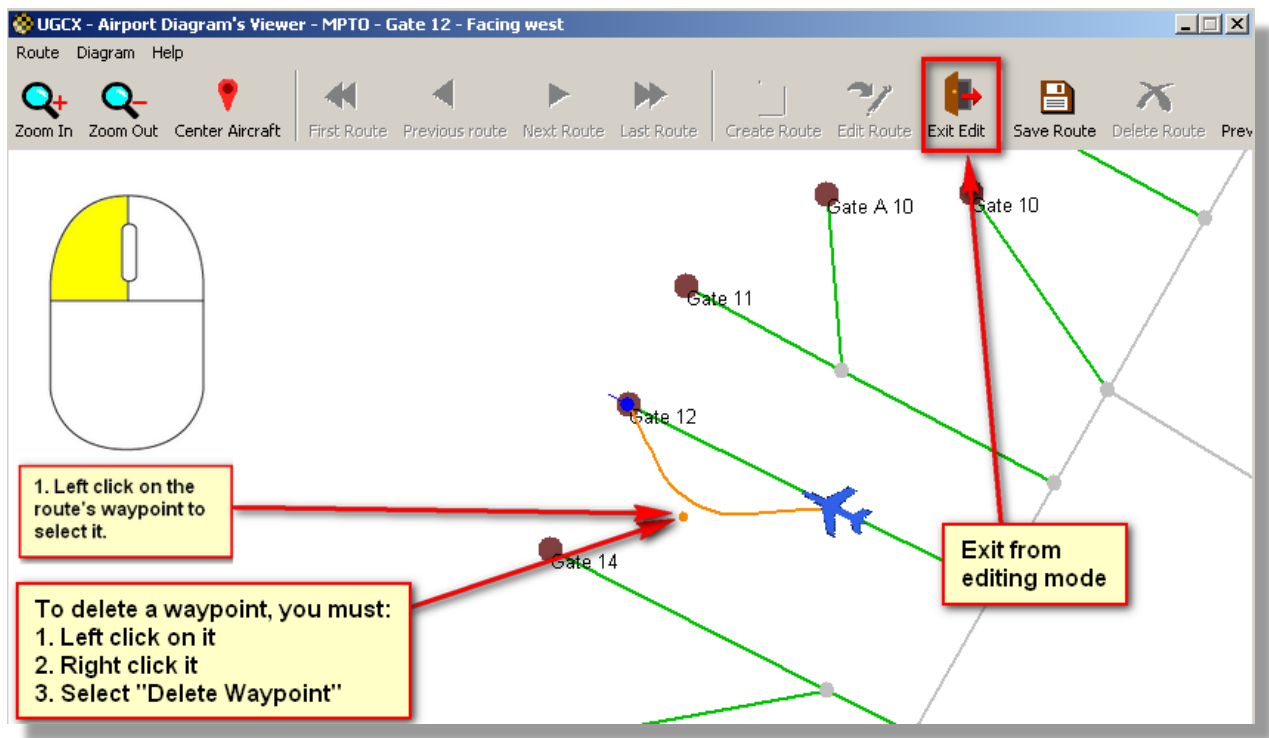 UGCX - Airport Diagram's Viewer - MPTO - Gate 12 - Facing west
Route Diagram Help
Zoom In Zoom Out Center Aircraft First Route Previous route Next Route Last Route Create Route Edit Route Exit Edit Save Route Delete Route Prev
Gate A 10
Gate 10
Gate 11
Gate 12
1. Left click on the
route's waypoint to
select it.
Gate 14
Exit from
editing mode
To delete a waypoint, you must:
1. Left click on it
2. Right click it
3. Select "Delete Waypoint"